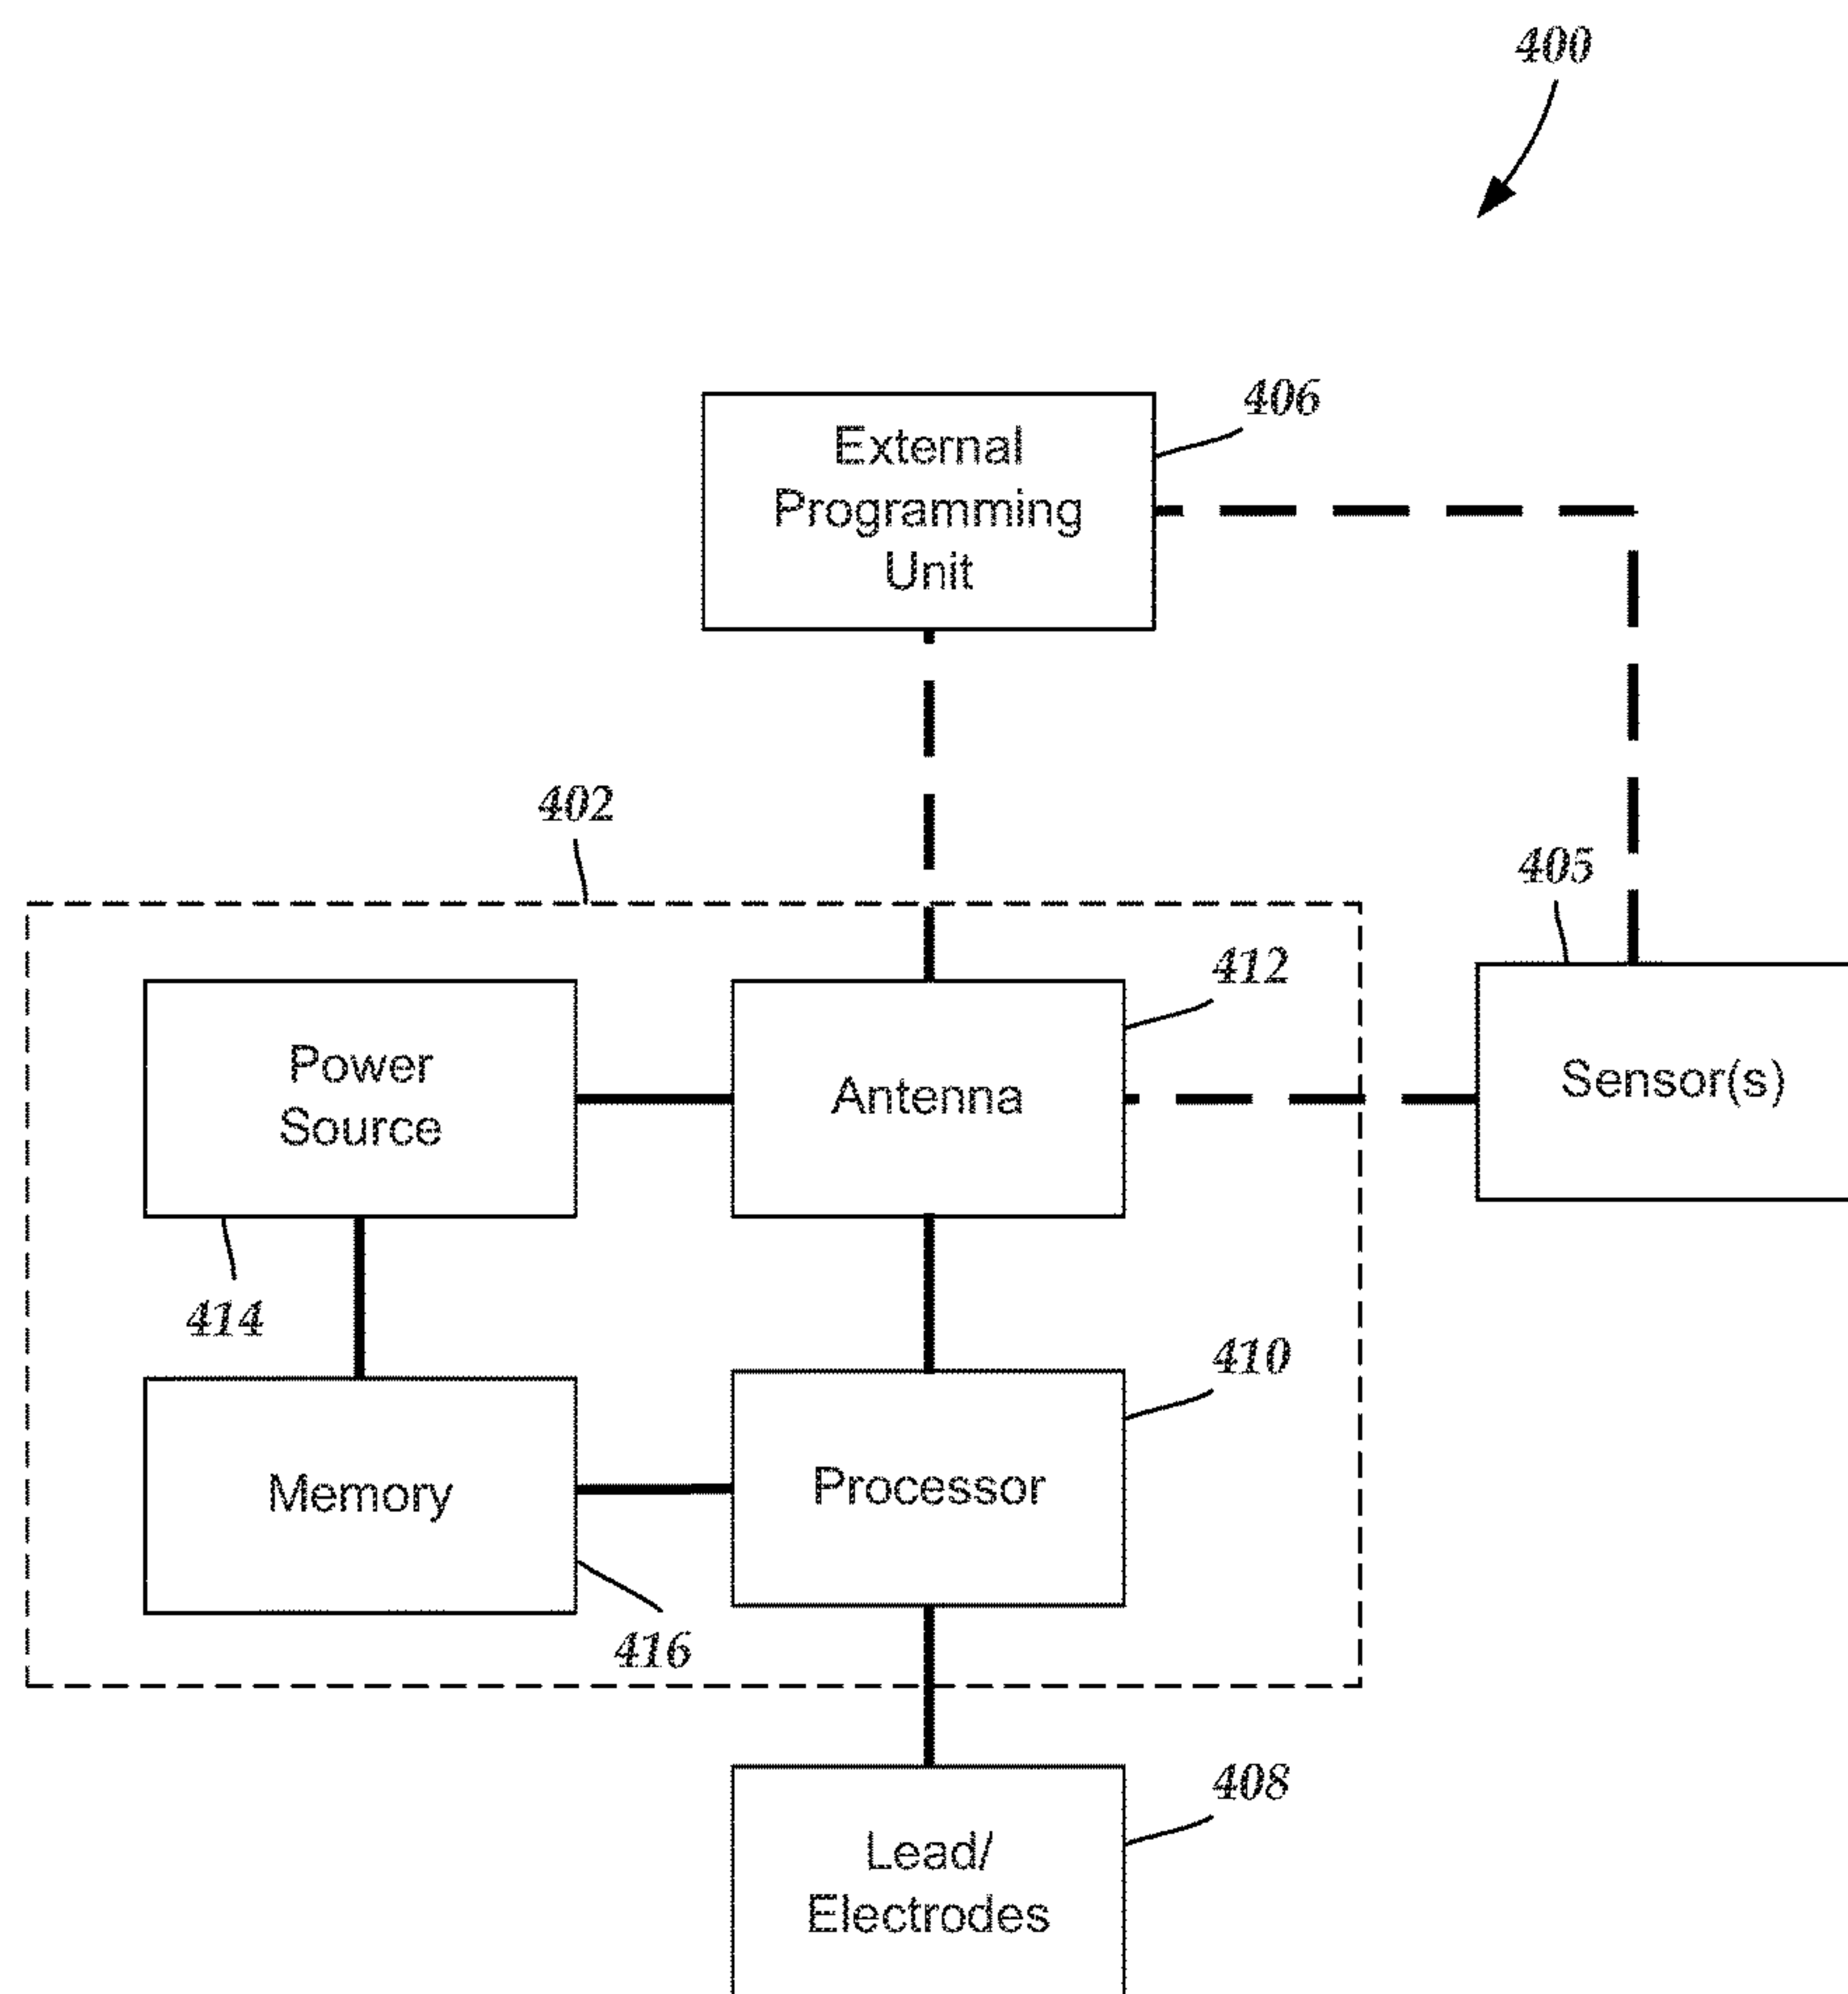 400
406
External
Programming
Unit
402
405
412
Power
Source
Antenna
Sensor(s)
414
410
Memory
Processor
416
408
Lead/
Electrodes